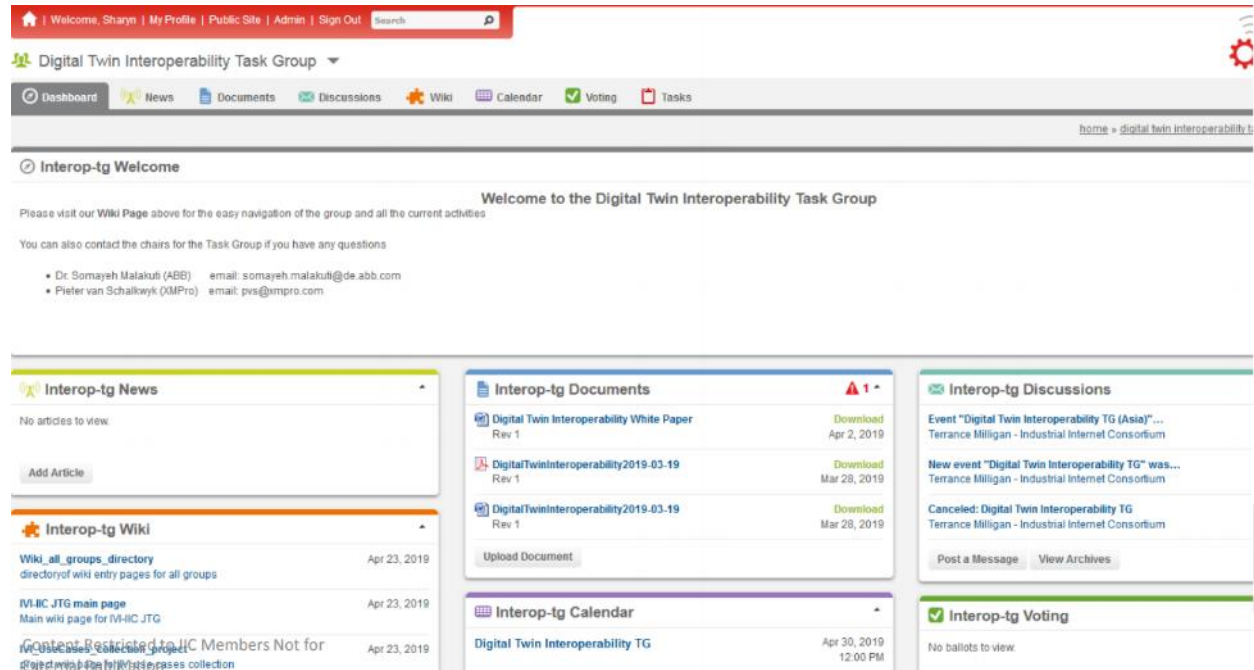 | Welcome, Sharyn | My Profile | Public Site | Admin | Sign Out Search
Digital Twin Interoperability Task Group
Dashboard News Documents Discussions Wiki Calendar Voting Tasks
home » digital twin interoperability t
Interop-tg Welcome
Welcome to the Digital Twin Interoperability Task Group
Please visit our Wiki Page above for the easy navigation of the group and all the current activities
You can also contact the chairs for the Task Group if you have any questions
• Dr. Somayeh Malakuti (ABB) email: somayeh.malakuti@de.abb.com
• Pieter van Schalkwyk (XMPro) email: pvs@xmpro.com
Interop-tg News
No articles to view.
Add Article
Interop-tg Wiki
Wiki_all_groups_directory Apr 23, 2019
directoryof wiki entry pages for all groups
IVI-IIC JTG main page Apr 23, 2019
Main wiki page for IVI-IIC JTG
IVI_UseCases_Collection_project Apr 23, 2019
Content Restricted to IIC Members Not for
Project wiki page for IVI use cases collection
Interop-tg Documents 1
Digital Twin Interoperability White Paper Download
Rev 1 Apr 2, 2019
DigitalTwinInteroperability2019-03-19 Download
Rev 1 Mar 28, 2019
DigitalTwinInteroperability2019-03-19 Download
Rev 1 Mar 28, 2019
Upload Document
Interop-tg Calendar
Digital Twin Interoperability TG Apr 30, 2019
12:00 PM
Interop-tg Discussions
Event "Digital Twin Interoperability TG (Asia)"...
Terrance Milligan - Industrial Internet Consortium
New event "Digital Twin Interoperability TG" was...
Terrance Milligan - Industrial Internet Consortium
Canceled: Digital Twin Interoperability TG
Terrance Milligan - Industrial Internet Consortium
Post a Message View Archives
Interop-tg Voting
No ballots to view.